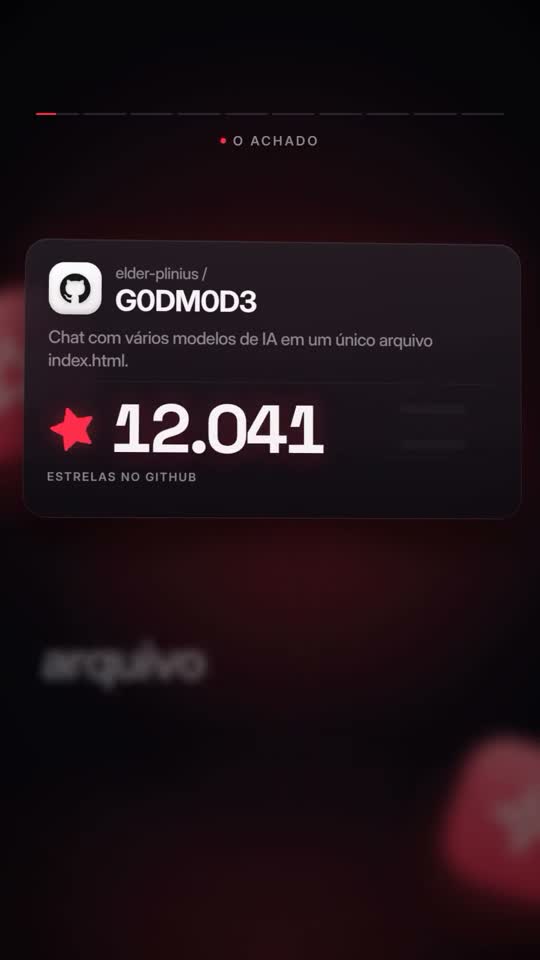 O ACHADO
elder-plinius /
G0DM0D3
Chat com vários modelos de IA em um único arquivo
index.html.
12.041
ESTRELAS NO GITHUB
arquivo